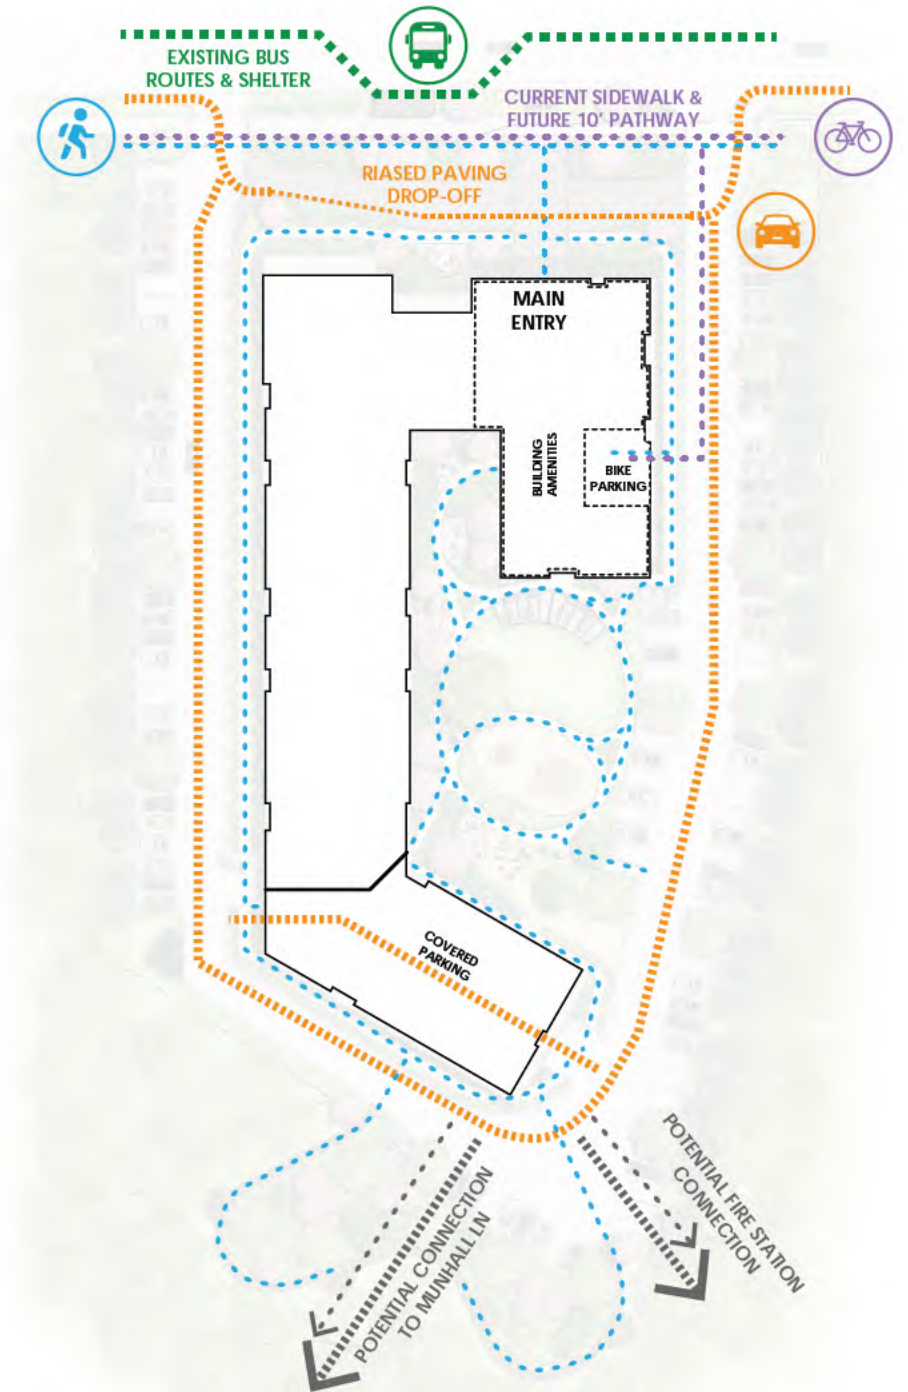 EXISTING BUS
ROUTES & SHELTER
CURRENT SIDEWALK &
FUTURE 10' PATHWAY
RIASED PAVING
DROP-OFF
MAIN
ENTRY
BUILDING
AMENITIES
BIKE
PARKING
COVERED
PARKING
POTENTIAL CONNECTION
TO MUNHALL LN
POTENTIAL FIRE STATION
CONNECTION